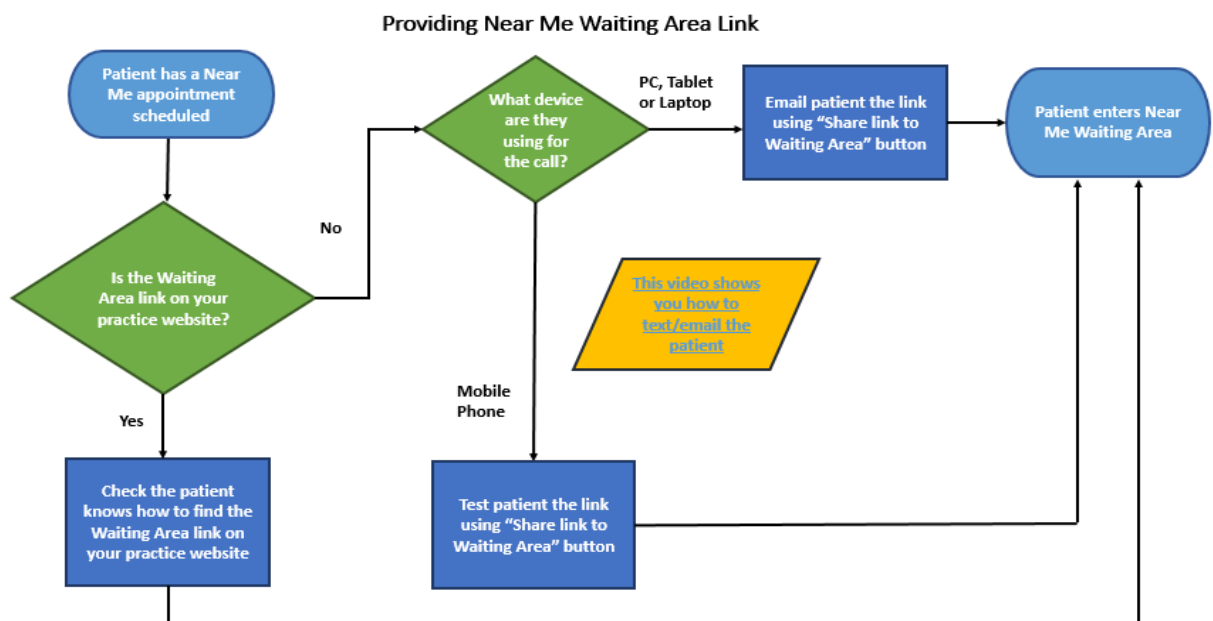 Providing Near Me Waiting Area Link
Patient has a Near
Me appointment
scheduled
What device
are they
using for
the call?
PC, Tablet
or Laptop
Email patient the link
using “Share link to
Waiting Area” button
Patient enters Near
Me Waiting Area
No
Is the Waiting
Area link on your
practice website?
This video shows
you how to
text/email the
patient
Mobile
Phone
Yes
Check the patient
knows how to find the
Waiting Area link on
your practice website
Test patient the link
using “Share link to
Waiting Area” button